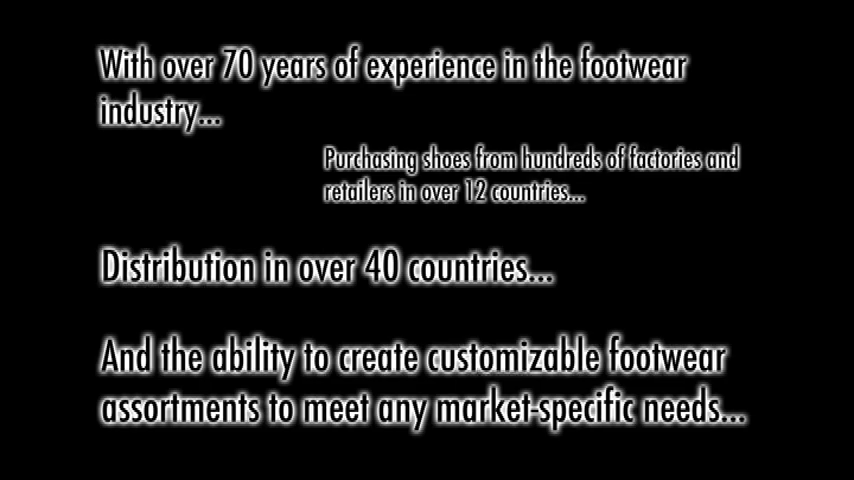 With over 70 years of experience in the footwear
industry...
Purchasing shoes from hundreds of factories and
retailers in over 12 countries...
Distribution in over 40 countries...
And the ability to create customizable footwear
assortments to meet any market-specific needs...